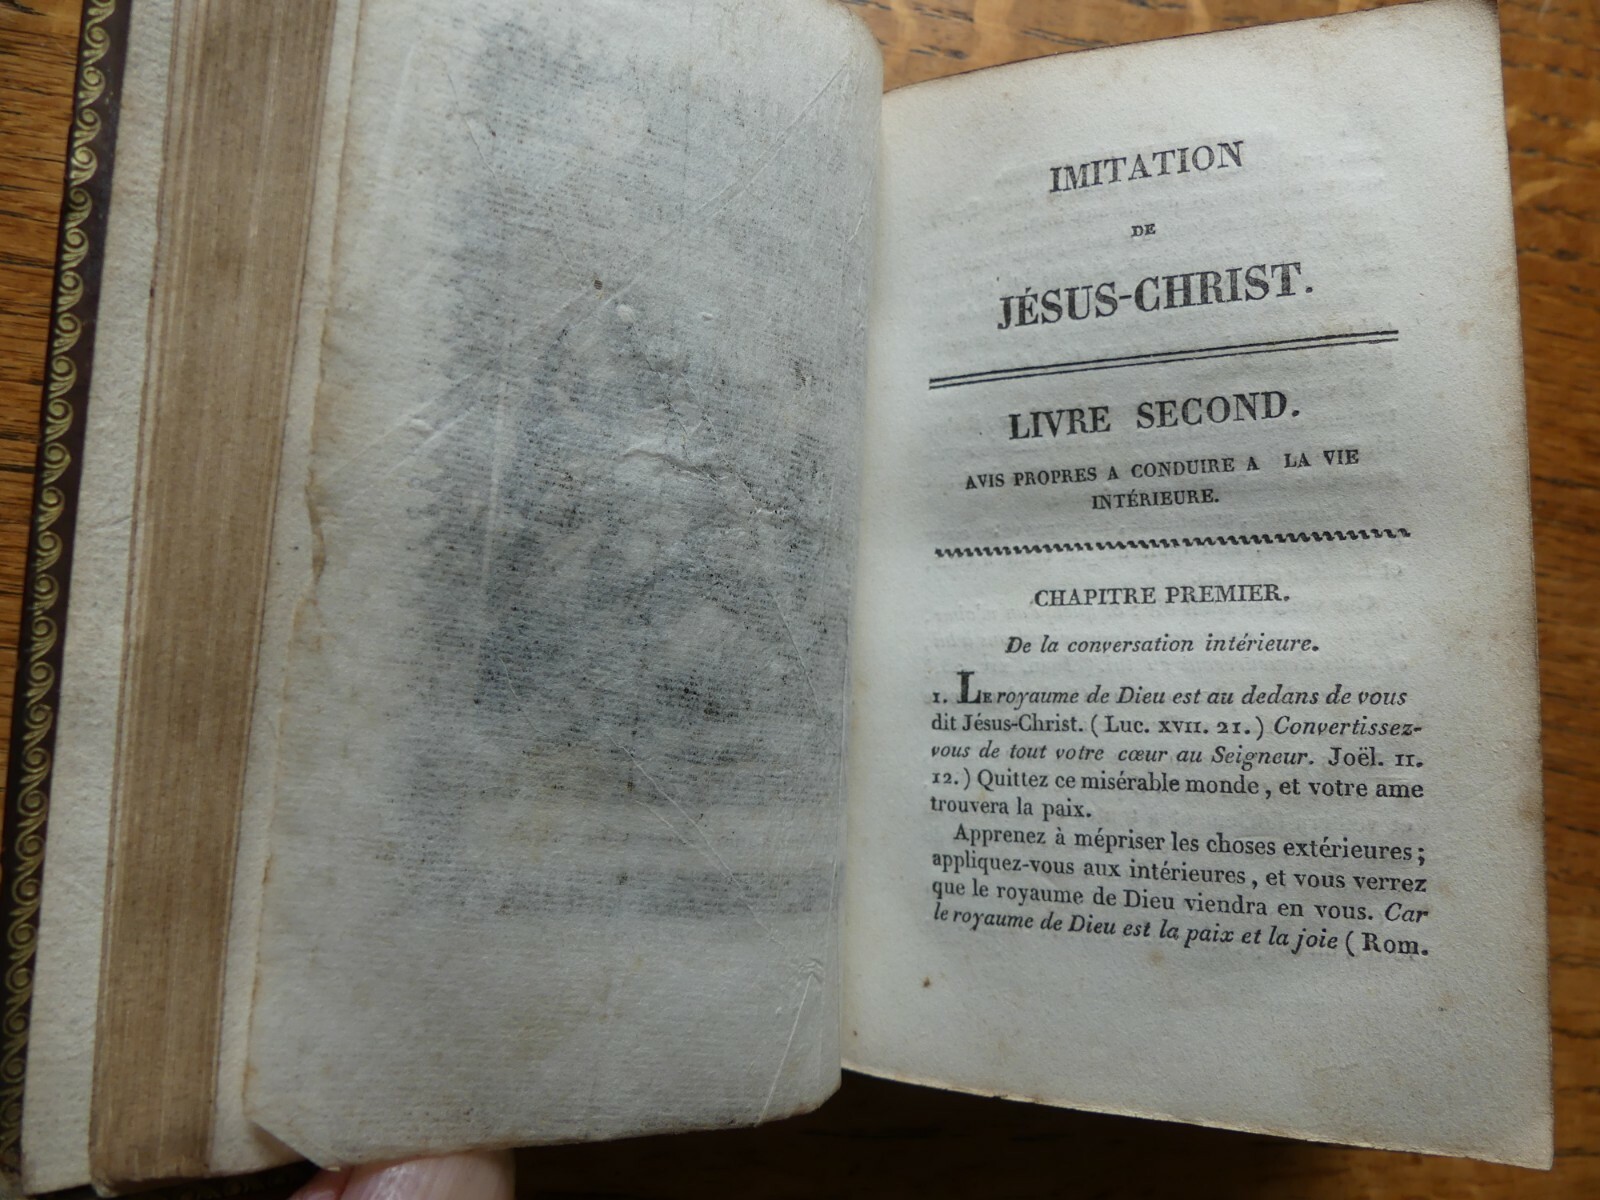 IMITATION
DE
JÉSUS-CHRIST.
LIVRE SECOND.
AVIS PROPRES A CONDUIRE A LA VIE
INTÉRIEURE.
CHAPITRE PREMIER.
De la conversation intérieure.
1. LE royaume de Dieu est au dedans de vous
dit Jésus-Christ. ( Luc. XVII. 21. ) Convertissez-
vous de tout votre cœur au Seigneur. Joël. II.
12. ) Quittez ce misérable monde , et votre ame
trouvera la paix.
Apprenez à mépriser les choses extérieures ;
appliquez-vous aux intérieures , et vous verrez
que le royaume de Dieu viendra en vous. Car
le royaume de Dieu est la paix et la joie ( Rom.